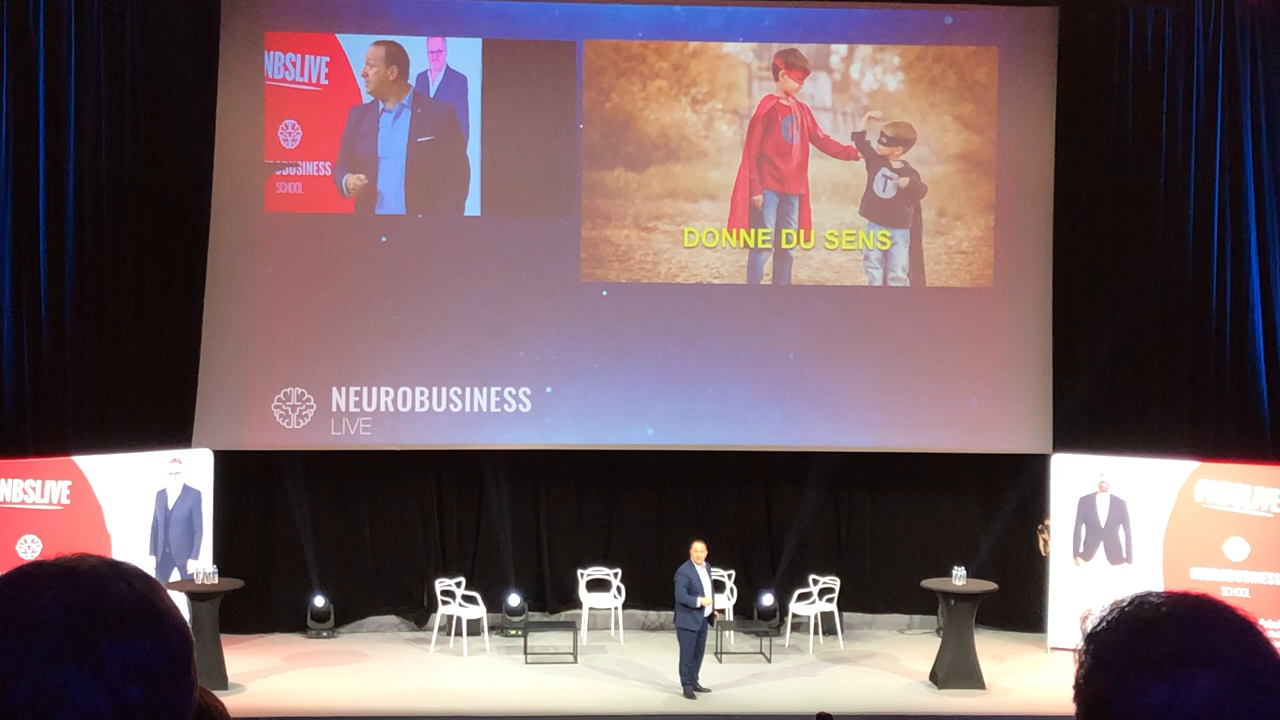 NBSLIVE
BUSINESS
SCHOOL
DONNE DU SENS
T
NEUROBUSINESS
LIVE
NBSLIVE
#NBSLIVE
NEUROBUSINESS
SCHOOL